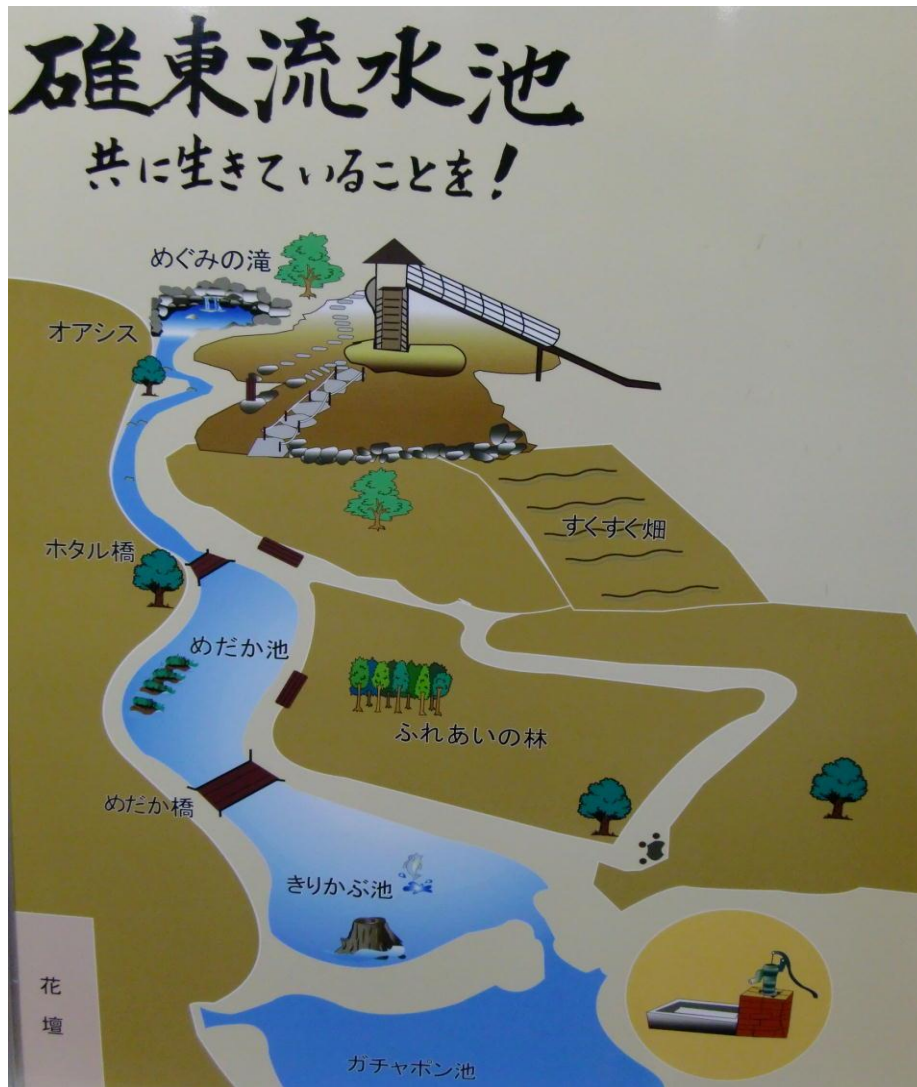 碓東流水池
共に生きていることを!
めぐみの滝
オアシス
すくすく畑
ホタル橋
めだか池
ふれあいの林
めだか橋
きりかぶ池
花壇
ガチャポン池